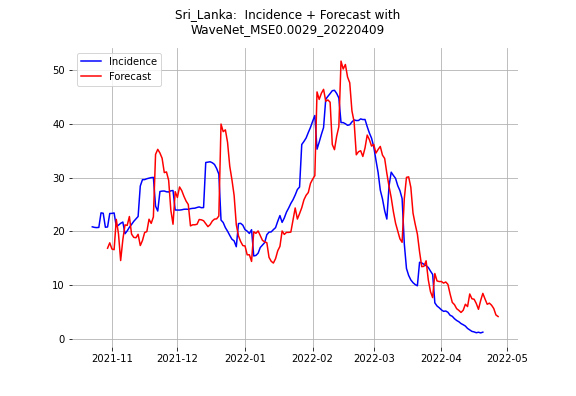 Sri_Lanka:  Incidence + Forecast with
WaveNet_MSE0.0029_20220409
Incidence
Forecast
50
40
30
20
10
0
2021-11 2021-12 2022-01 2022-02 2022-03 2022-04 2022-05